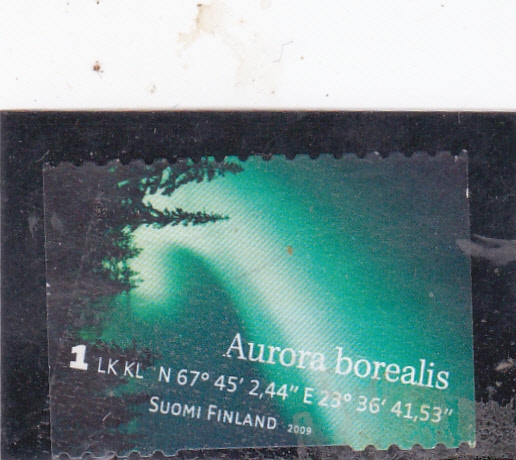 Aurora borealis
1 LK KL N 67° 45' 2,44" E 23° 36' 41,53"
SUOMI FINLAND 2009